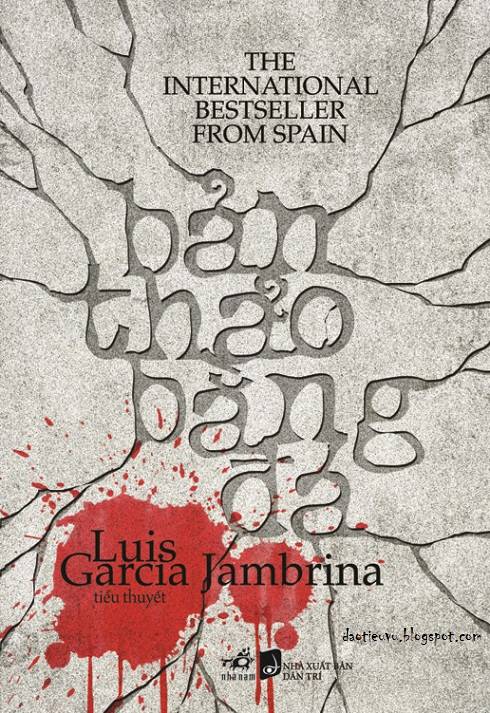 THE
INTERNATIONAL
BESTSELLER
FROM SPAIN
bản
thảo
bằng
đá
Luis
García Jambrina
tiểu thuyết
daotieuvu.blogspot.com
nhã nam
NHÀ XUẤT BẢN
DÂN TRÍ